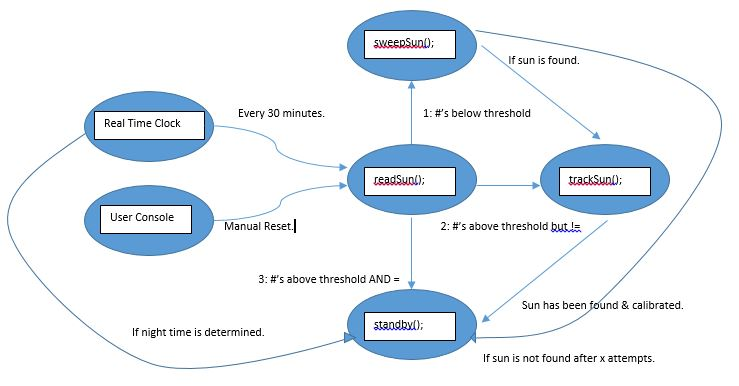 sweepSun();
If sun is found.
Real Time Clock
Every 30 minutes.
1: #'s below threshold
readSun();
trackSun();
User Console
Manual Reset.
2: #'s above threshold but !=
3: #'s above threshold AND =
Sun has been found & calibrated.
If night time is determined.
standby();
If sun is not found after x attempts.